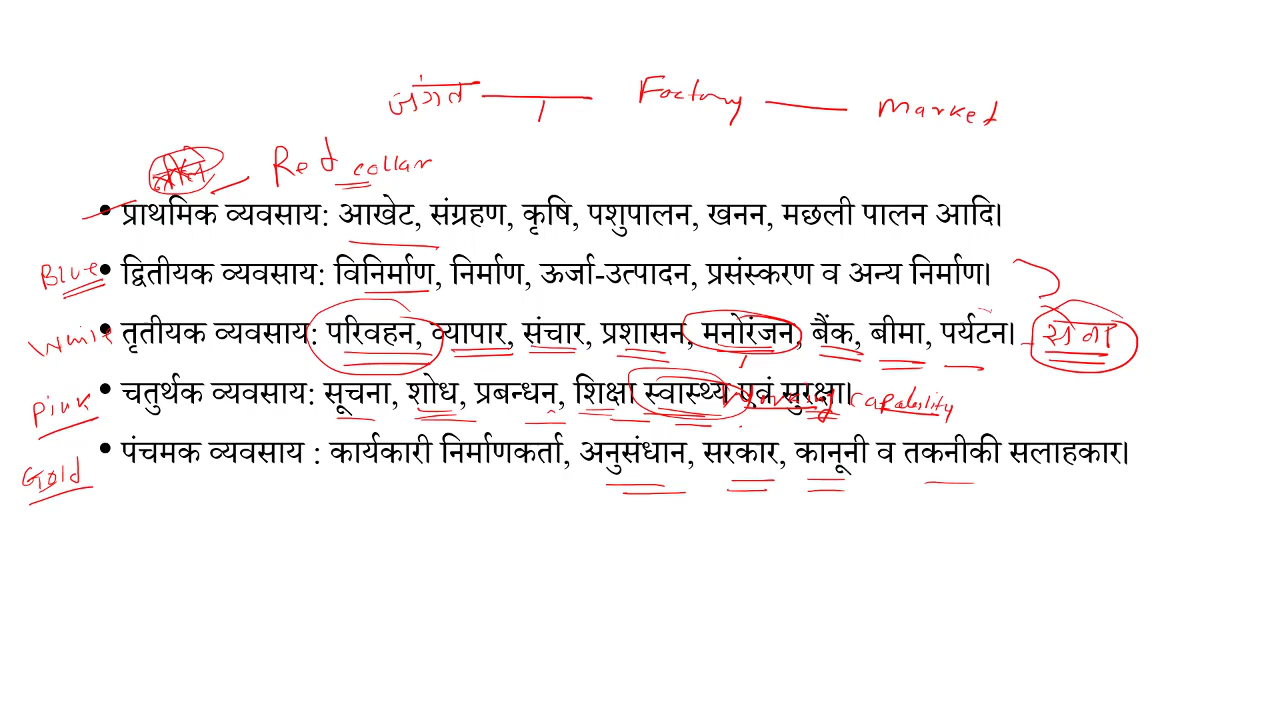 जंगल Factory Market
Red collar
• प्राथमिक व्यवसाय: आखेट, संग्रहण, कृषि, पशुपालन, खनन, मछली पालन आदि।
Blue • द्वितीयक व्यवसाय: विनिर्माण, निर्माण, ऊर्जा-उत्पादन, प्रसंस्करण व अन्य निर्माण।
White • तृतीयक व्यवसाय: परिवहन, व्यापार, संचार, प्रशासन, मनोरंजन, बैंक, बीमा, पर्यटन। सेवा
Pink • चतुर्थक व्यवसाय: सूचना, शोध, प्रबन्धन, शिक्षा स्वास्थ्य एवं सुरक्षा।
• पंचमक व्यवसाय : कार्यकारी निर्माणकर्ता, अनुसंधान, सरकार, कानूनी व तकनीकी सलाहकार।
Gold